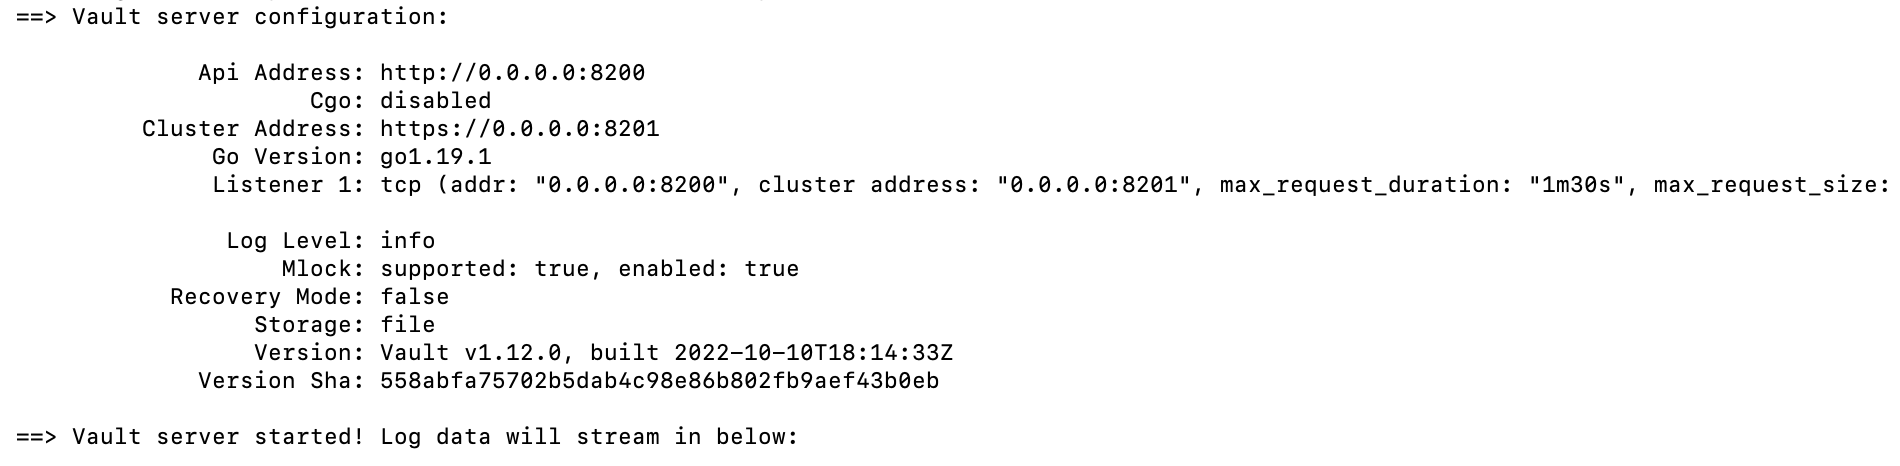 ==> Vault server configuration:
Api Address: http://0.0.0.0:8200
Cgo: disabled
Cluster Address: https://0.0.0.0:8201
Go Version: go1.19.1
Listener 1: tcp (addr: "0.0.0.0:8200", cluster address: "0.0.0.0:8201", max_request_duration: "1m30s", max_request_size:
Log Level: info
Mlock: supported: true, enabled: true
Recovery Mode: false
Storage: file
Version: Vault v1.12.0, built 2022-10-10T18:14:33Z
Version Sha: 558abfa75702b5dab4c98e86b802fb9aef43b0eb
==> Vault server started! Log data will stream in below: